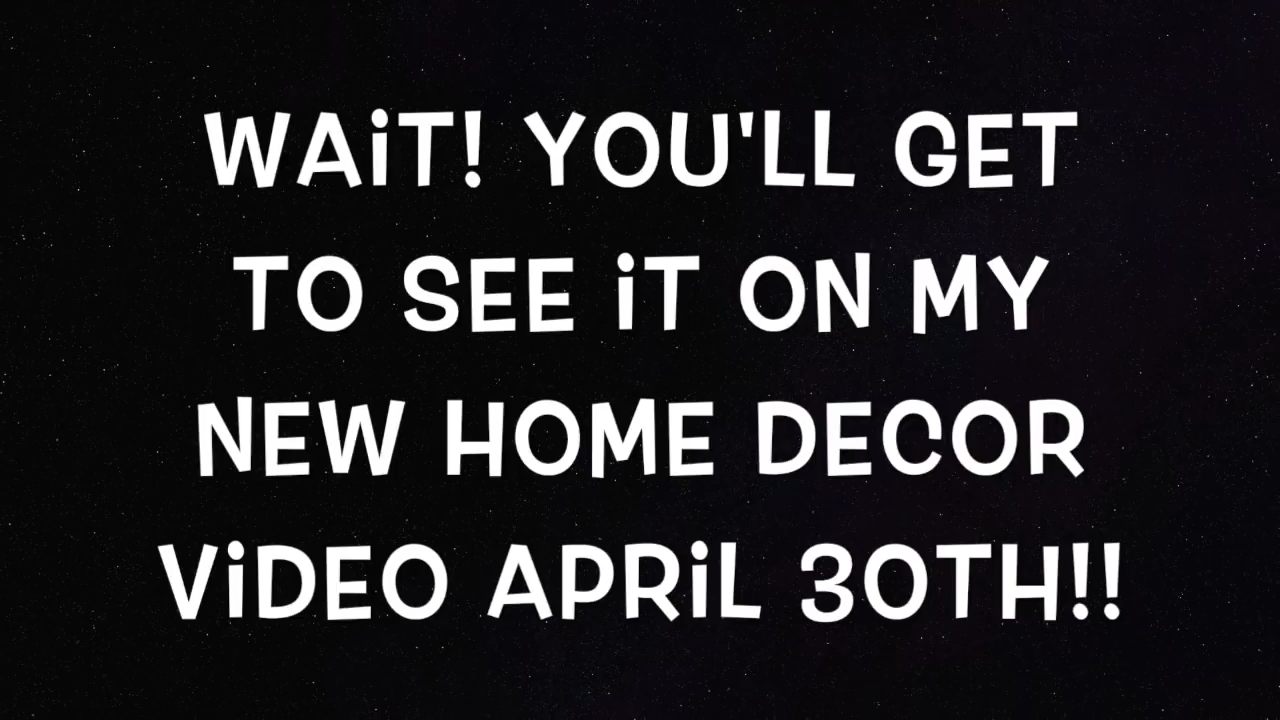 WAiT! YOU'LL GET
TO SEE iT ON MY
NEW HOME DECOR
ViDEO APRiL 30TH!!